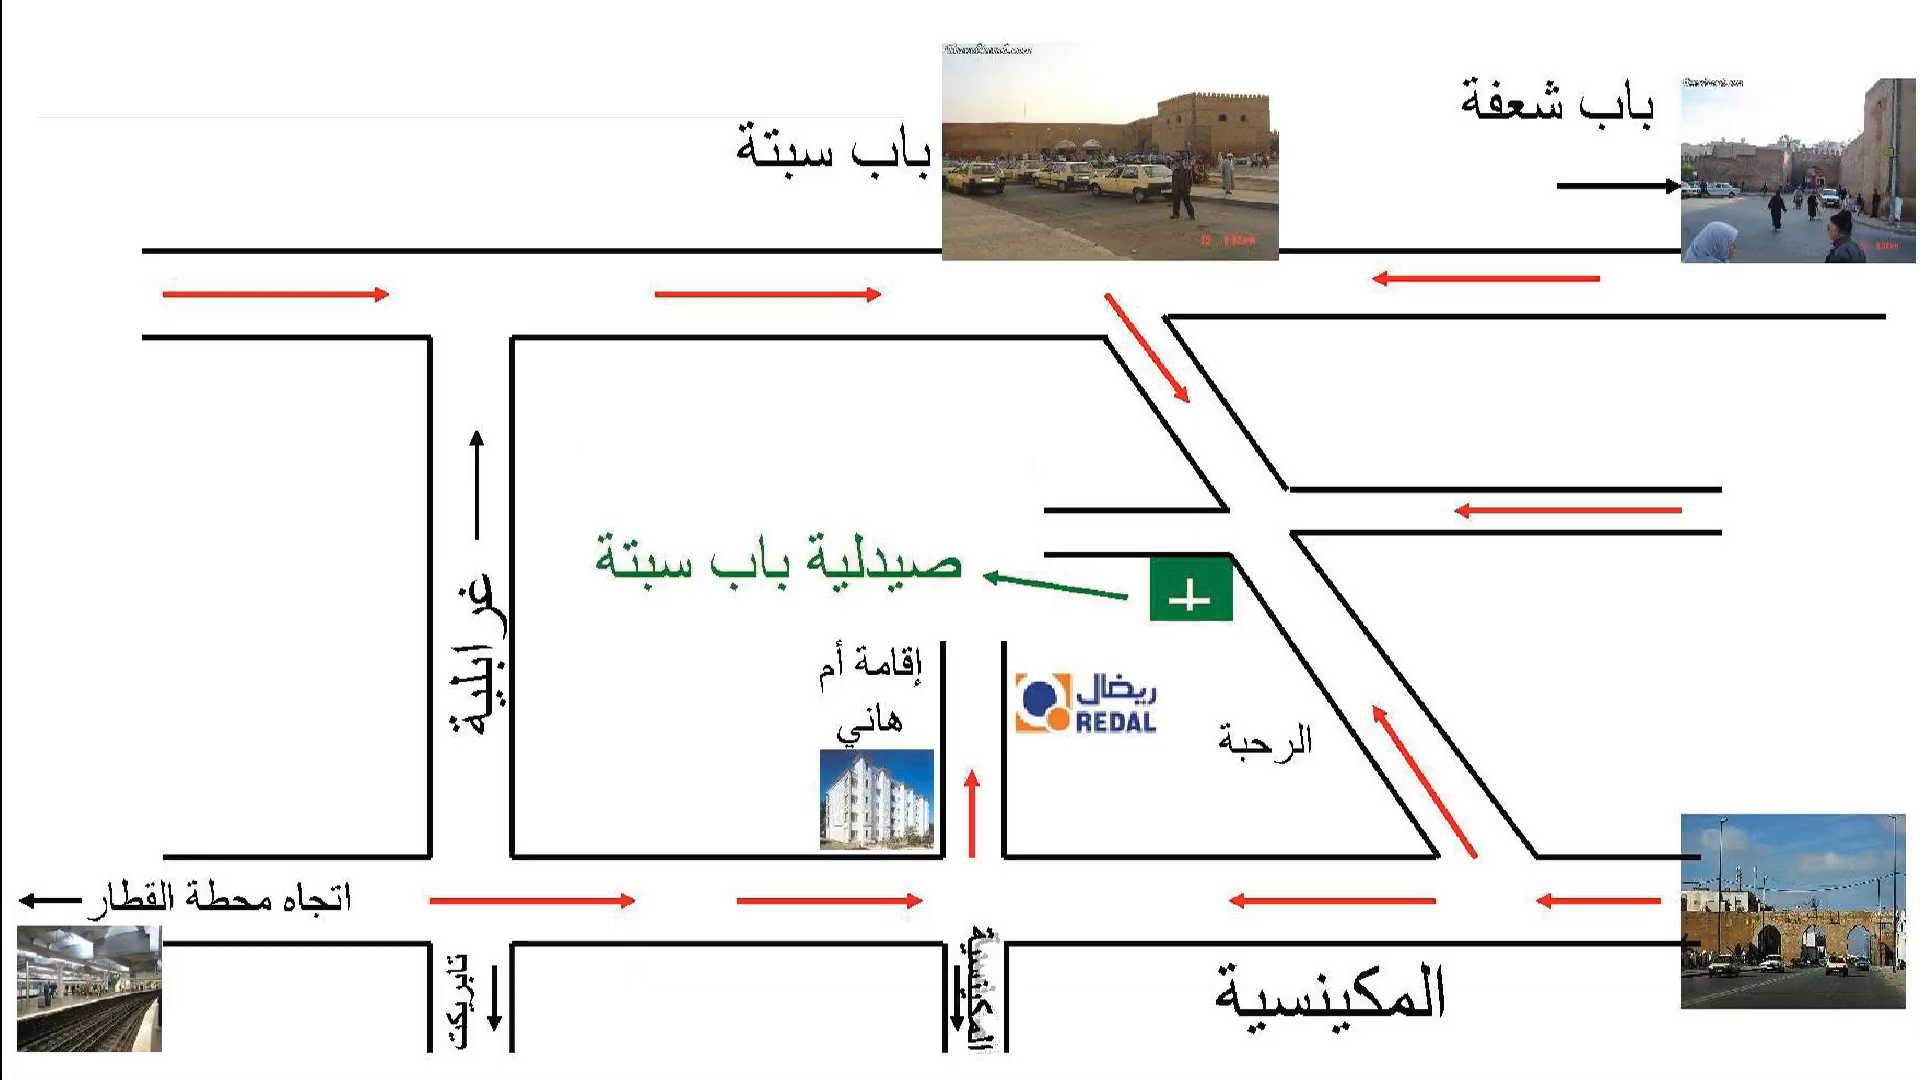 باب شعفة
باب سبتة
صيدلية باب سبتة
غرابلية
إقامة أم
هاني
ريضال
REDAL
الرحبة
اتجاه محطة القطار
تابريكت
المكينسية